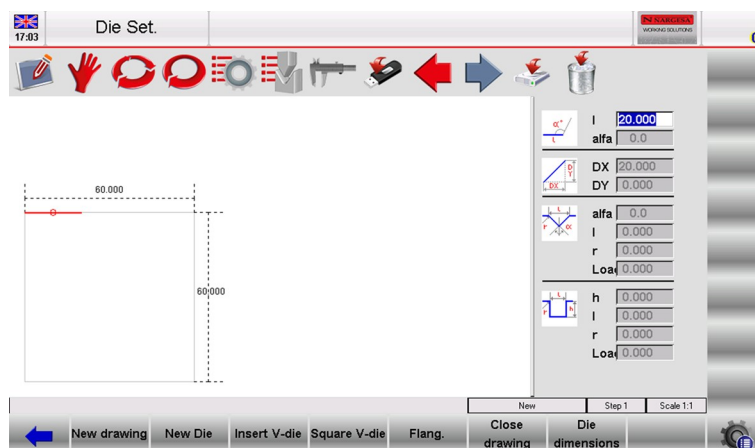 17:03
Die Set.
NARGESA
WORKING SOLUTIONS
α°
l
l 20.000
alfa 0.0
D
Y
DX
DX 20.000
DY 0.000
l
r
α
alfa 0.0
l 0.000
r 0.000
Loa 0.000
l
r
h
h 0.000
l 0.000
r 0.000
Loa 0.000
60.000
60.000
New
Step 1
Scale 1:1
New drawing
New Die
Insert V-die
Square V-die
Flang.
Close
drawing
Die
dimensions